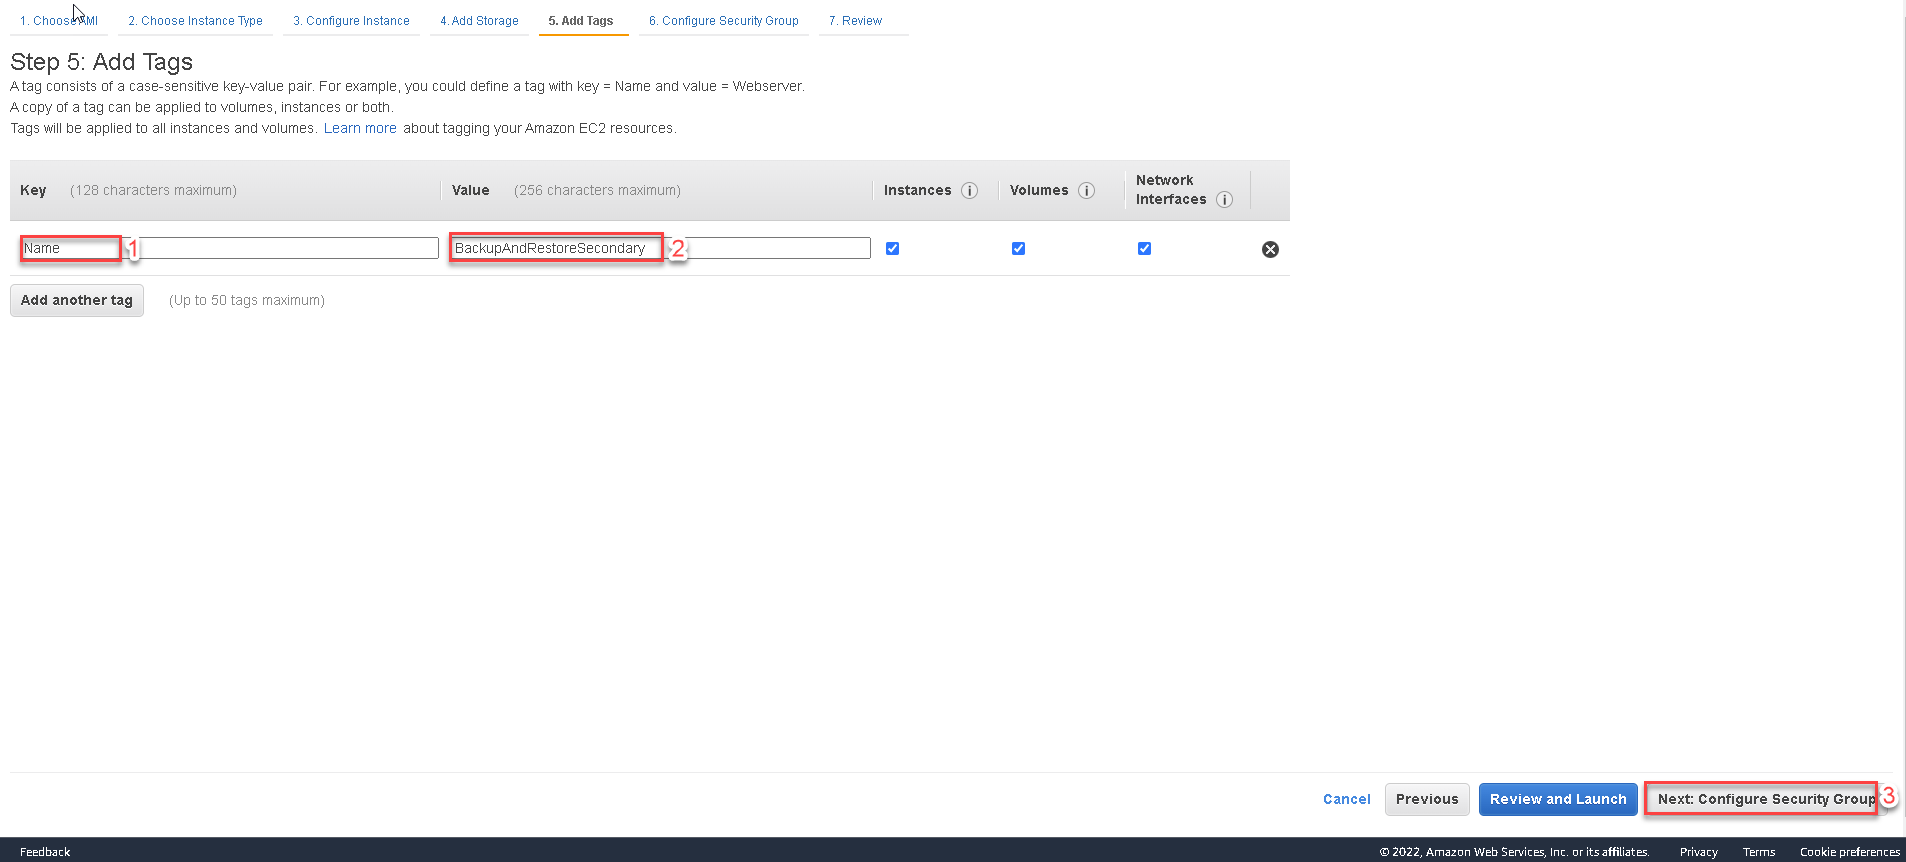 1. Choose AMI 2. Choose Instance Type 3. Configure Instance 4. Add Storage 5. Add Tags 6. Configure Security Group 7. Review
Step 5: Add Tags
A tag consists of a case-sensitive key-value pair. For example, you could define a tag with key = Name and value = Webserver.
A copy of a tag can be applied to volumes, instances or both.
Tags will be applied to all instances and volumes. Learn more about tagging your Amazon EC2 resources.
Key (128 characters maximum) Value (256 characters maximum) Instances i Volumes i Network Interfaces i
Name 1 BackupAndRestoreSecondary 2
Add another tag (Up to 50 tags maximum)
Cancel Previous Review and Launch Next: Configure Security Group 3
Feedback © 2022, Amazon Web Services, Inc. or its affiliates. Privacy Terms Cookie preferences